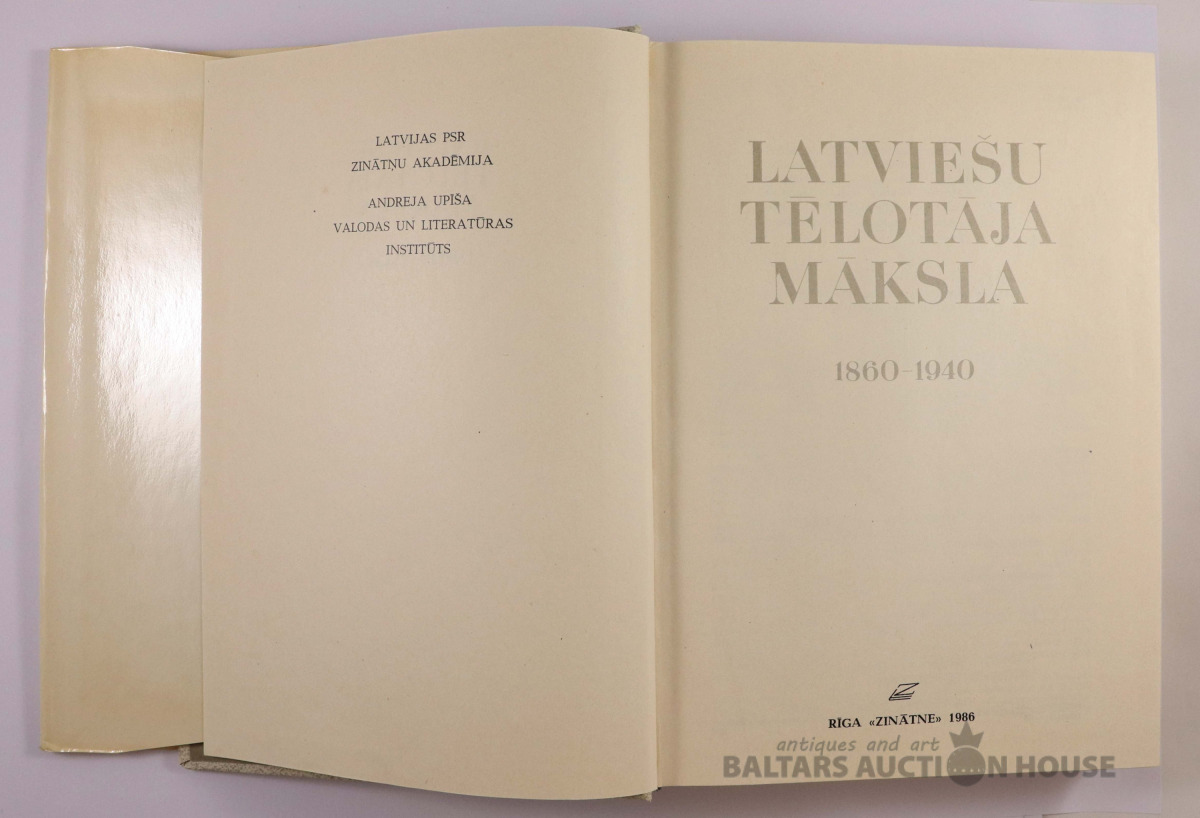 LATVIJAS PSR
ZINĀTŅU AKADĒMIJA
ANDREJA UPĪŠA
VALODAS UN LITERATŪRAS
INSTITŪTS
LATVIEŠU
TĒLOTĀJA
MĀKSLA
1860-1940
RĪGA «ZINĀTNE» 1986
antiques and art
BALTARS AUCTION HOUSE